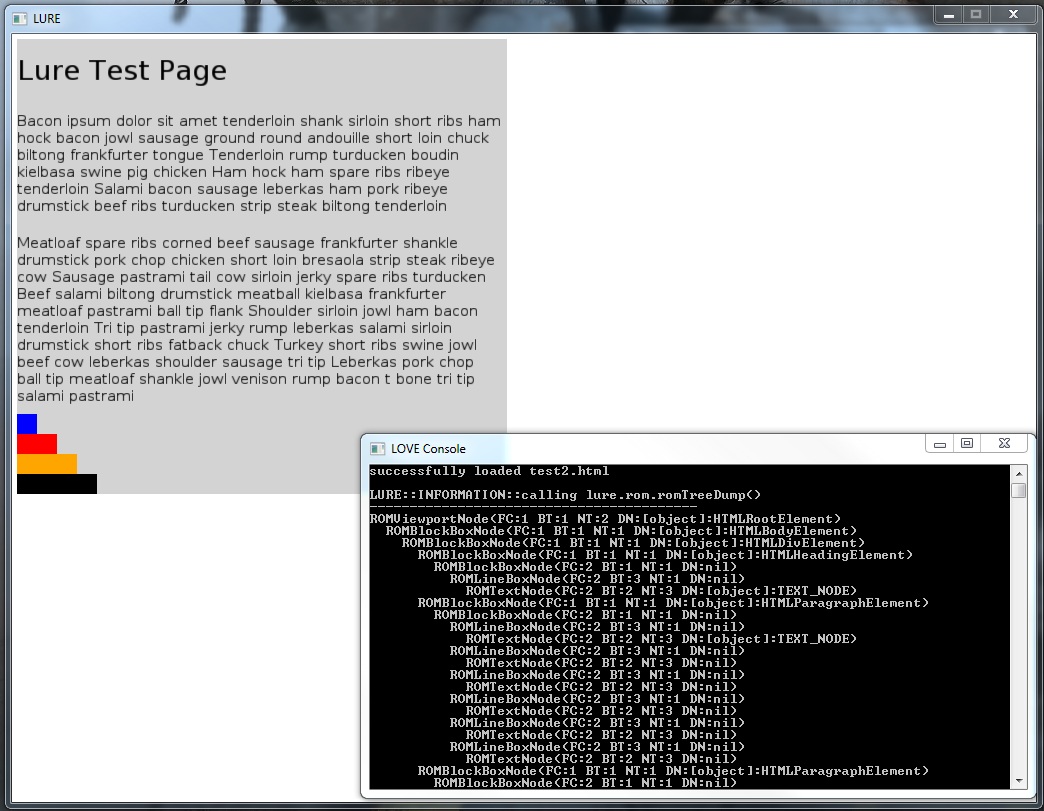 LURE
Lure Test Page
Bacon ipsum dolor sit amet tenderloin shank sirloin short ribs ham
hock bacon jowl sausage ground round andouille short loin chuck
biltong frankfurter tongue Tenderloin rump turducken boudin
kielbasa swine pig chicken Ham hock ham spare ribs ribeye
tenderloin Salami bacon sausage leberkas ham pork ribeye
drumstick beef ribs turducken strip steak biltong tenderloin
Meatloaf spare ribs corned beef sausage frankfurter shankle
drumstick pork chop chicken short loin bresaola strip steak ribeye
cow Sausage pastrami tail cow sirloin jerky spare ribs turducken
Beef salami biltong drumstick meatball kielbasa frankfurter
meatloaf pastrami ball tip flank Shoulder sirloin jowl ham bacon
tenderloin Tri tip pastrami jerky rump leberkas salami sirloin
drumstick short ribs fatback chuck Turkey short ribs swine jowl
beef cow leberkas shoulder sausage tri tip Leberkas pork chop
ball tip meatloaf shankle jowl venison rump bacon t bone tri tip
salami pastrami
LOVE Console
successfully loaded test2.html
LURE::INFORMATION::calling lure.rom.romTreeDump()
-----------------------------------------
ROMViewportNode(FC:1 BT:1 NT:2 DN:[object]:HTMLRootElement)
ROMBlockBoxNode(FC:1 BT:1 NT:1 DN:[object]:HTMLBodyElement)
ROMBlockBoxNode(FC:1 BT:1 NT:1 DN:[object]:HTMLDivElement)
ROMBlockBoxNode(FC:1 BT:1 NT:1 DN:[object]:HTMLHeadingElement)
ROMBlockBoxNode(FC:2 BT:1 NT:1 DN:nil)
ROMLineBoxNode(FC:2 BT:3 NT:1 DN:nil)
ROMTextNode(FC:2 BT:2 NT:3 DN:[object]:TEXT_NODE)
ROMBlockBoxNode(FC:1 BT:1 NT:1 DN:[object]:HTMLParagraphElement)
ROMBlockBoxNode(FC:2 BT:1 NT:1 DN:nil)
ROMLineBoxNode(FC:2 BT:3 NT:1 DN:nil)
ROMTextNode(FC:2 BT:2 NT:3 DN:[object]:TEXT_NODE)
ROMLineBoxNode(FC:2 BT:3 NT:1 DN:nil)
ROMTextNode(FC:2 BT:2 NT:3 DN:nil)
ROMLineBoxNode(FC:2 BT:3 NT:1 DN:nil)
ROMTextNode(FC:2 BT:2 NT:3 DN:nil)
ROMLineBoxNode(FC:2 BT:3 NT:1 DN:nil)
ROMTextNode(FC:2 BT:2 NT:3 DN:nil)
ROMLineBoxNode(FC:2 BT:3 NT:1 DN:nil)
ROMTextNode(FC:2 BT:2 NT:3 DN:nil)
ROMLineBoxNode(FC:2 BT:3 NT:1 DN:nil)
ROMTextNode(FC:2 BT:2 NT:3 DN:nil)
ROMBlockBoxNode(FC:1 BT:1 NT:1 DN:[object]:HTMLParagraphElement)
ROMBlockBoxNode(FC:2 BT:1 NT:1 DN:nil)